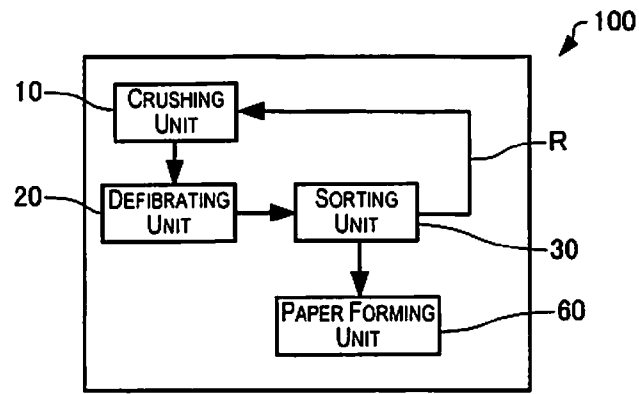 100
10
CRUSHING
UNIT
R
20
DEFIBRATING
UNIT
SORTING
UNIT
30
PAPER FORMING
UNIT
60